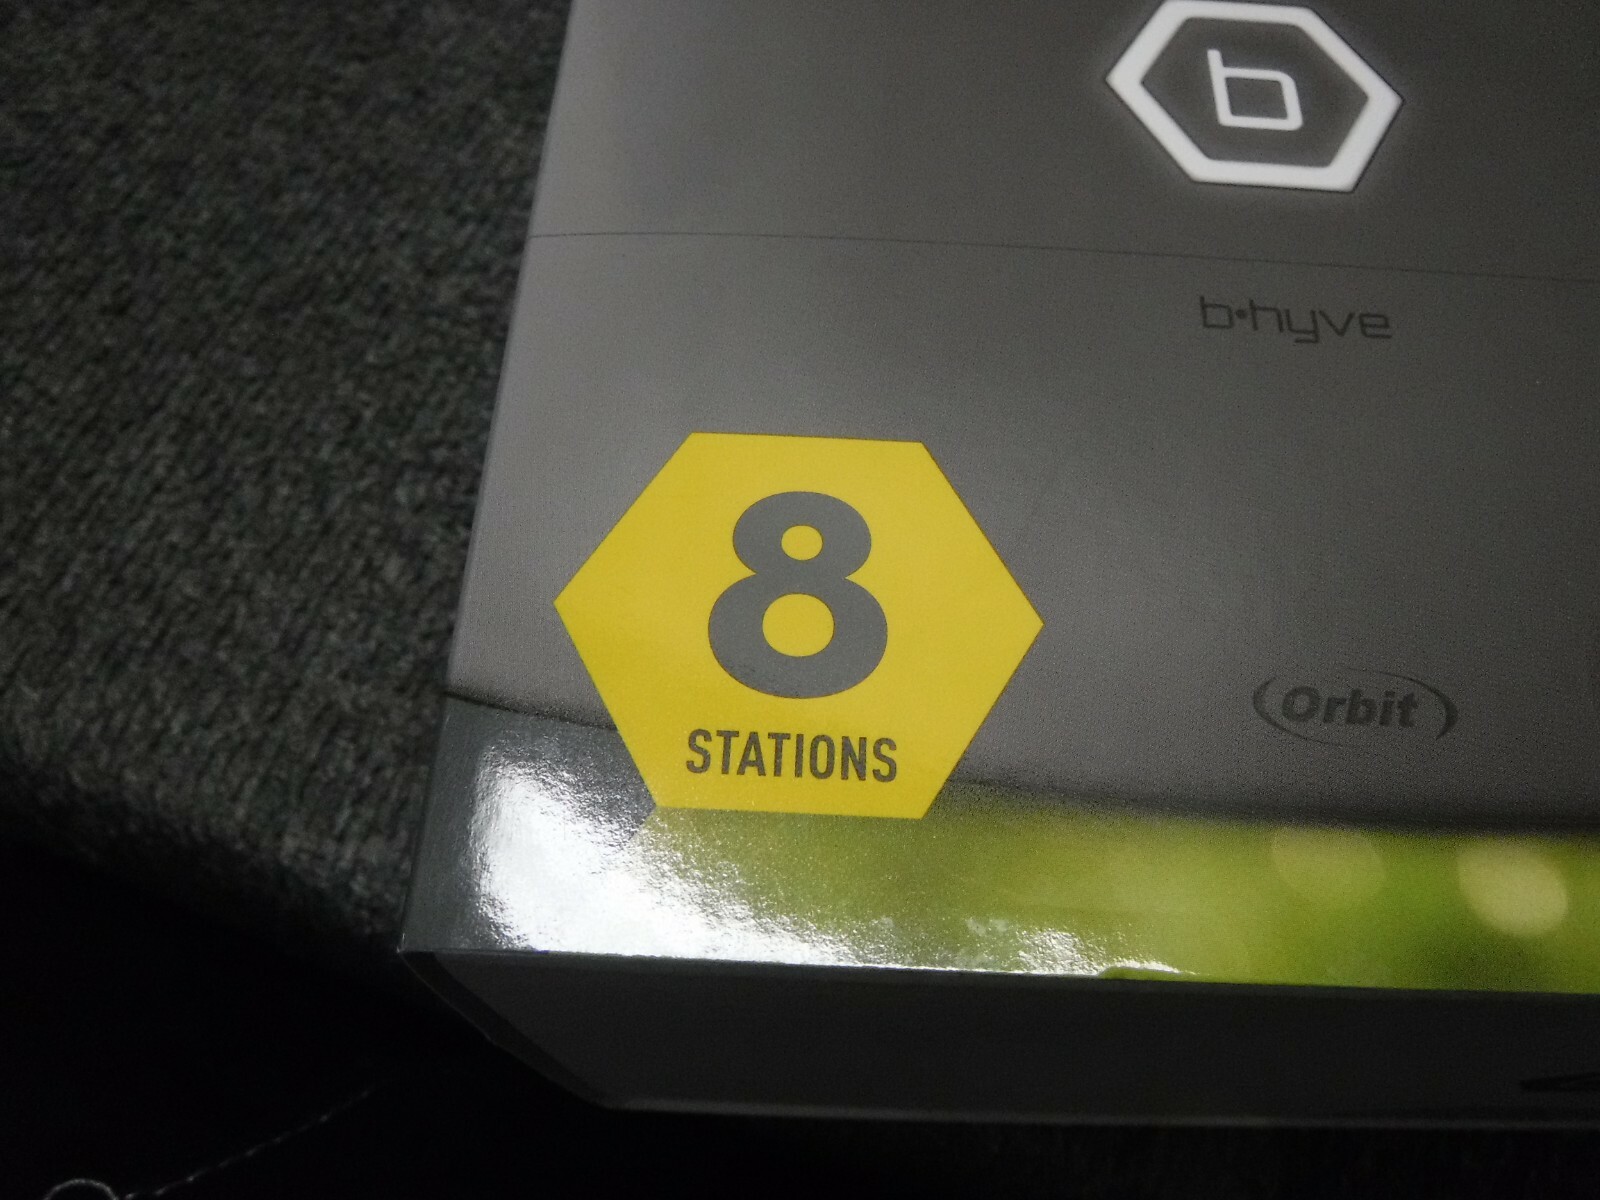 b
b•hyve
8
STATIONS
Orbit